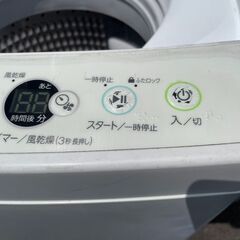 風乾燥
あと
時間後 分
一時停止 ふたロック
スタート/一時停止
入/切
マー/風乾燥(3秒長押し)